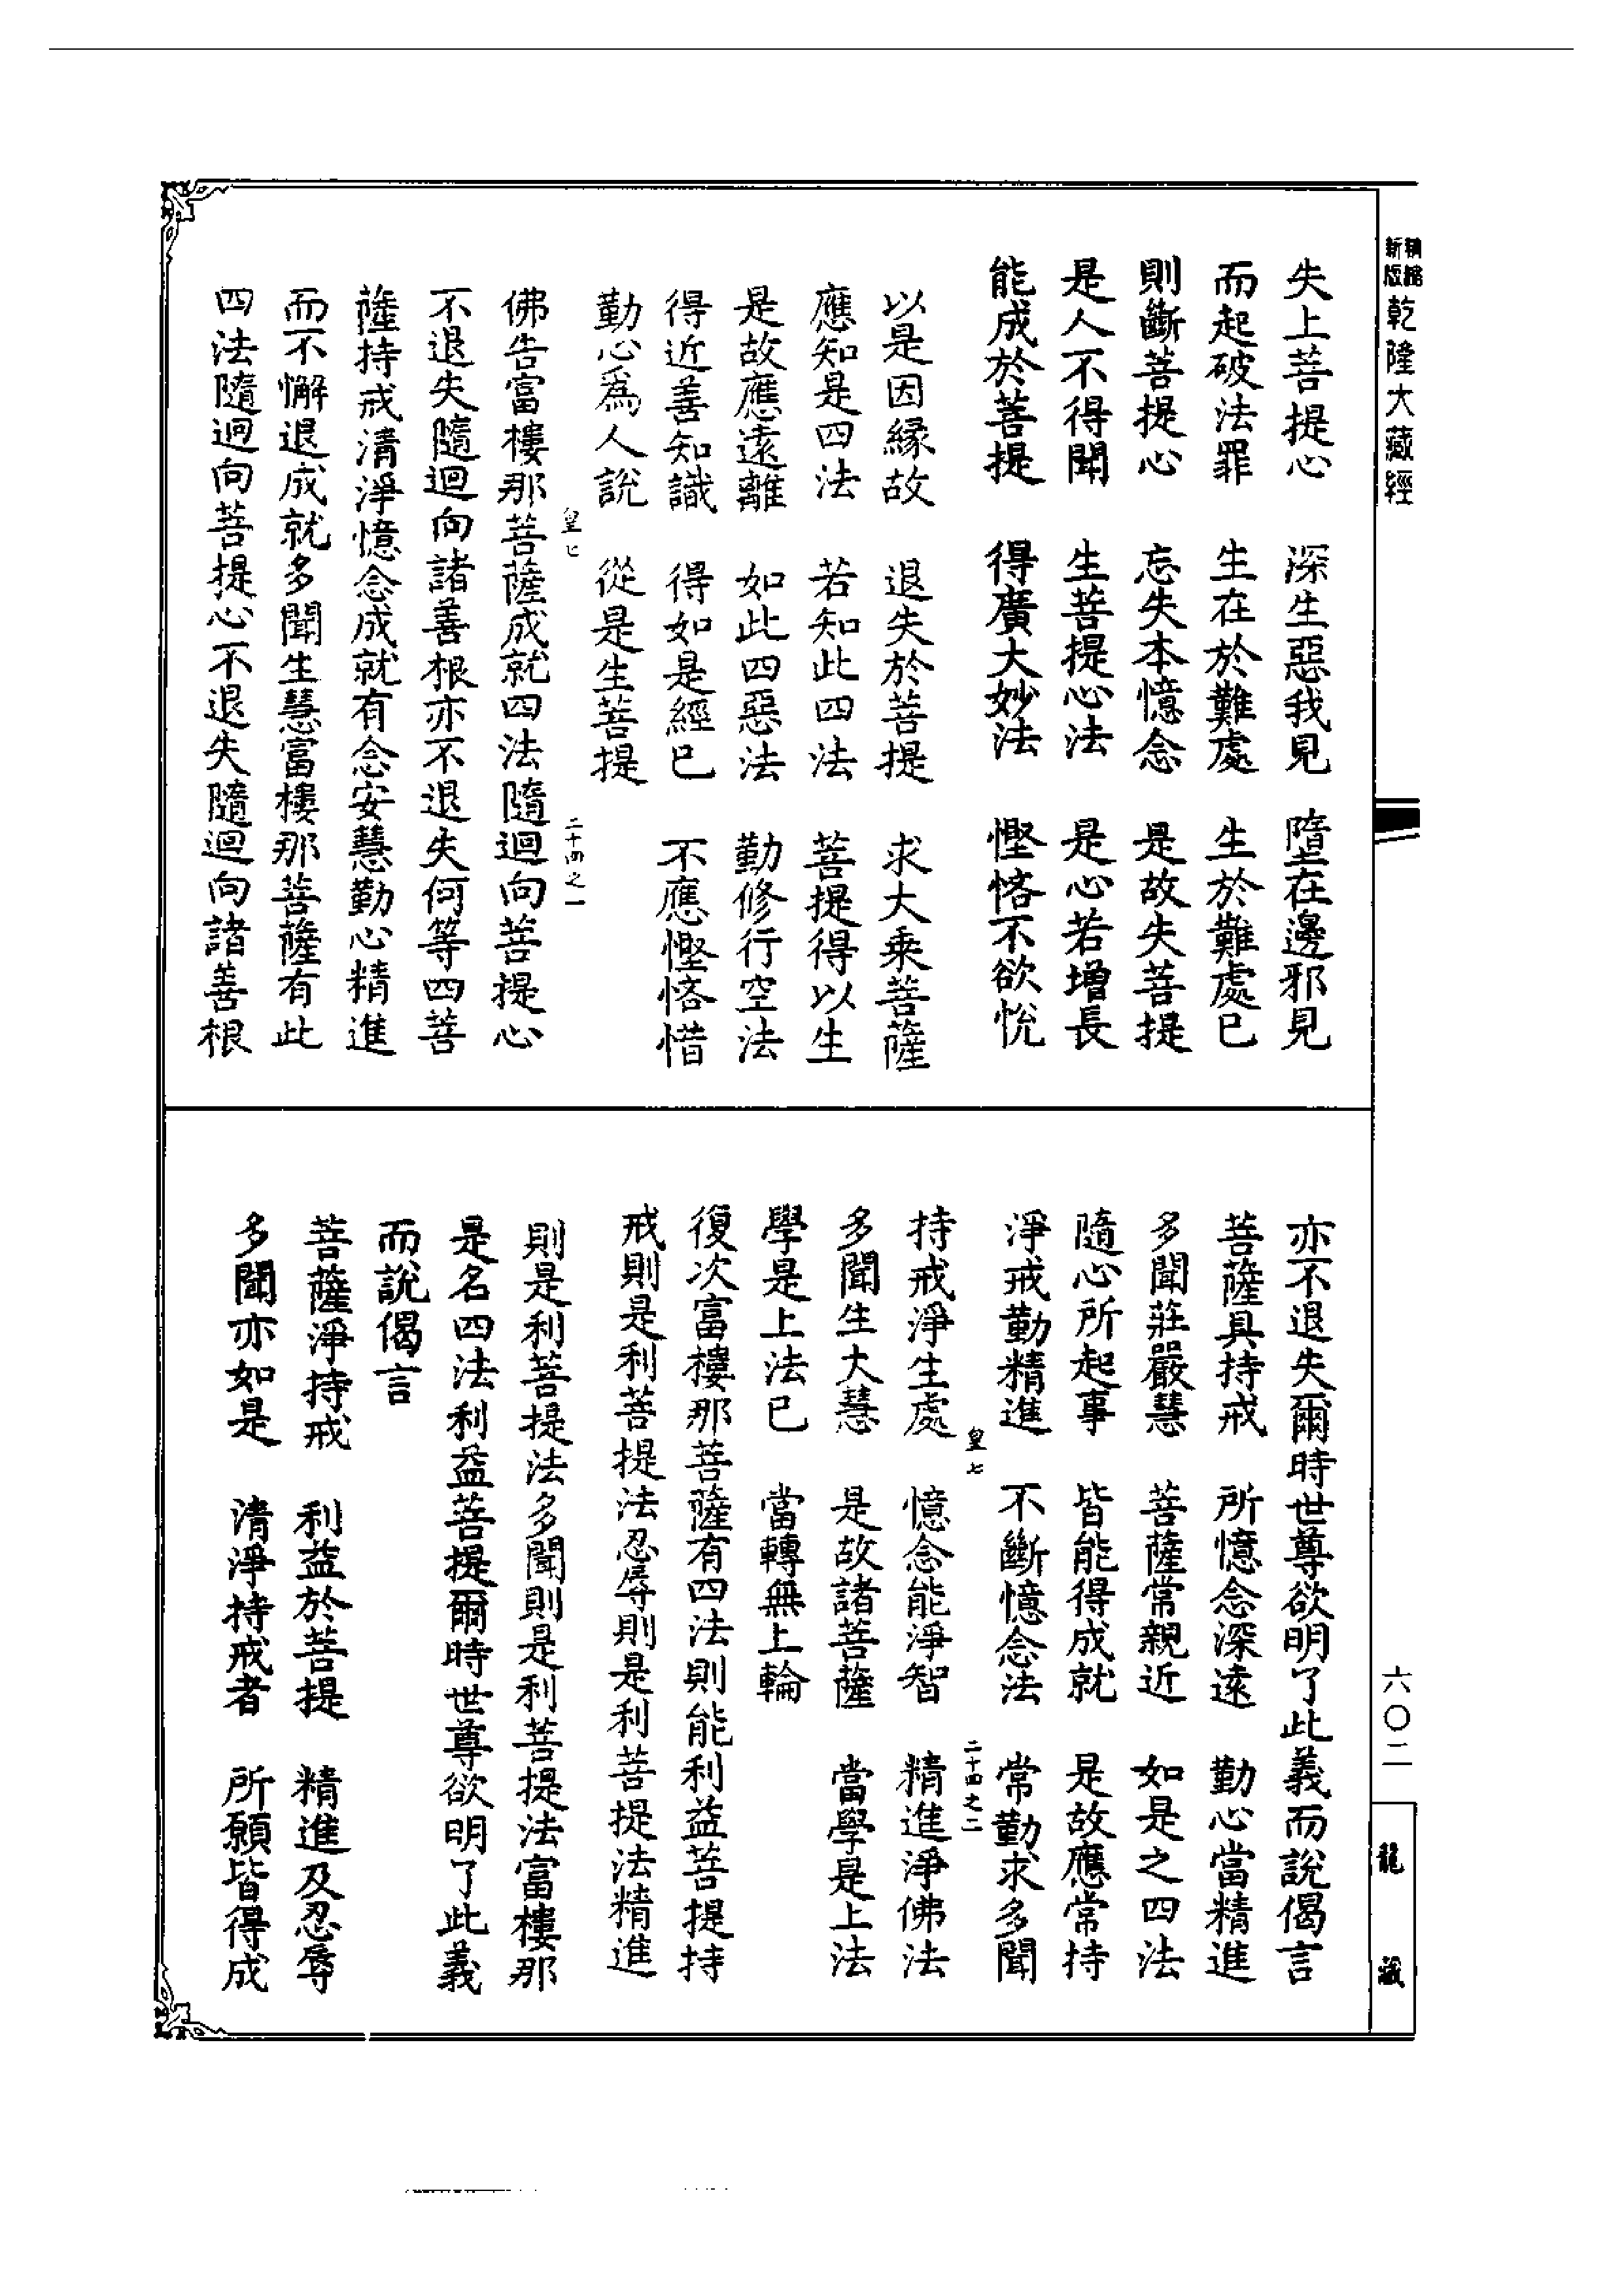 新版精縮乾隆大藏經
失上菩提心　深生惡我見　墮在邊邪見
而起破法罪　生在於難處　生於難處已
則斷菩提心　忘失本憶念　是故失菩提
是人不得聞　生菩提心法　是心若增長
能成於菩提　得廣大妙法　慳悋不欲悅
以是因緣故　退失於菩提　求大乘菩薩
應知是四法　若知此四法　菩提得以生
是故應遠離　如此四惡法　勤修行空法
得近善知識　得如是經已　不應慳悋惜
勤心為人說　從是生菩提
皇七　二十四之一
佛告富樓那菩薩成就四法隨迴向菩提心
不退失隨迴向諸善根亦不退失何等四菩
薩持戒清淨憶念成就有念安慧勤心精進
而不懈退成就多聞生慧富樓那菩薩有此
四法隨迴向菩提心不退失隨迴向諸善根
亦不退失爾時世尊欲明了此義而說偈言
菩薩具持戒　所憶念深遠　勤心當精進
多聞莊嚴慧　菩薩常親近　如是之四法
隨心所起事　皆能得成就　是故應常持
淨戒勤精進　不斷憶念法　常勤求多聞
皇七　二十四之二
持戒淨生處　憶念能淨智　精進淨佛法
多聞生大慧　是故諸菩薩　當學是上法
學是上法已　當轉無上輪
復次富樓那菩薩有四法則能利益菩提持
戒則是利菩提法忍辱則是利菩提法精進
則是利菩提法多聞則是利菩提法富樓那
是名四法利益菩提爾時世尊欲明了此義
而說偈言
菩薩淨持戒　利益於菩提　精進及忍辱
多聞亦如是　清淨持戒者　所願皆得成
六〇二
龍藏